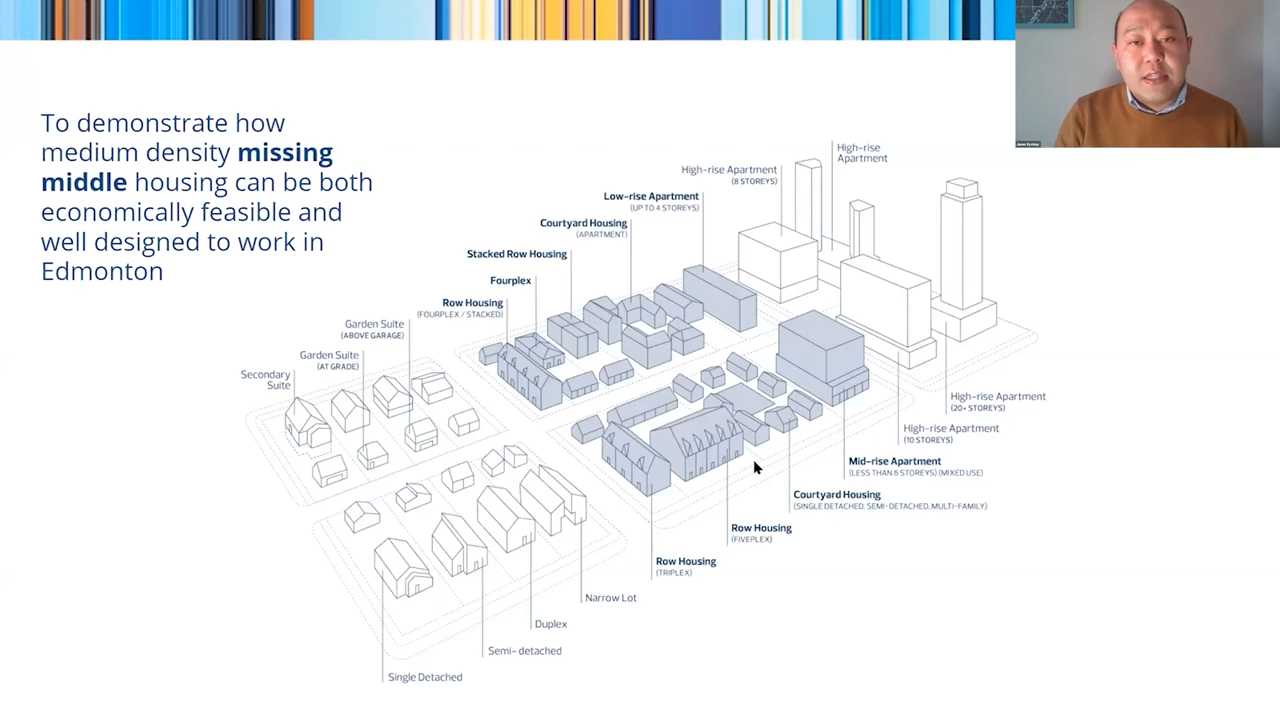 To demonstrate how
medium density missing
middle housing can be both
economically feasible and
well designed to work in
Edmonton
High-rise
Apartment
High-rise Apartment
(8 STOREYS)
Low-rise Apartment
(UP TO 4 STOREYS)
Courtyard Housing
(APARTMENT)
Stacked Row Housing
Fourplex
Row Housing
(FOURPLEX / STACKED)
Garden Suite
(ABOVE GARAGE)
Garden Suite
(AT GRADE)
Secondary
Suite
High-rise Apartment
(20+ STOREYS)
High-rise Apartment
(10 STOREYS)
Mid-rise Apartment
(LESS THAN 6 STOREYS) (MIXED USE)
Courtyard Housing
(SINGLE DETACHED, SEMI-DETACHED, MULTI-FAMILY)
Row Housing
(FIVEPLEX)
Row Housing
(TRIPLEX)
Narrow Lot
Duplex
Semi- detached
Single Detached